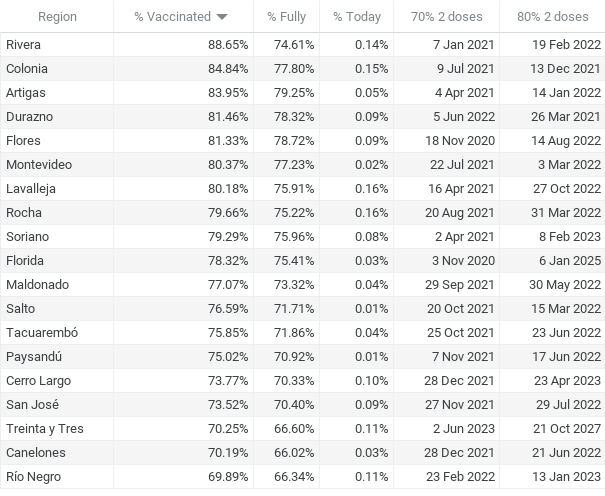 Region % Vaccinated % Fully % Today 70% 2 doses 80% 2 doses
Rivera 88.65% 74.61% 0.14% 7 Jan 2021 19 Feb 2022
Colonia 84.84% 77.80% 0.15% 9 Jul 2021 13 Dec 2021
Artigas 83.95% 79.25% 0.05% 4 Apr 2021 14 Jan 2022
Durazno 81.46% 78.32% 0.09% 5 Jun 2022 26 Mar 2021
Flores 81.33% 78.72% 0.09% 18 Nov 2020 14 Aug 2022
Montevideo 80.37% 77.23% 0.02% 22 Jul 2021 3 Mar 2022
Lavalleja 80.18% 75.91% 0.16% 16 Apr 2021 27 Oct 2022
Rocha 79.66% 75.22% 0.16% 20 Aug 2021 31 Mar 2022
Soriano 79.29% 75.96% 0.08% 2 Apr 2021 8 Feb 2023
Florida 78.32% 75.41% 0.03% 3 Nov 2020 6 Jan 2025
Maldonado 77.07% 73.32% 0.04% 29 Sep 2021 30 May 2022
Salto 76.59% 71.71% 0.01% 20 Oct 2021 15 Mar 2022
Tacuarembó 75.85% 71.86% 0.04% 25 Oct 2021 23 Jun 2022
Paysandú 75.02% 70.92% 0.01% 7 Nov 2021 17 Jun 2022
Cerro Largo 73.77% 70.33% 0.10% 28 Dec 2021 23 Apr 2023
San José 73.52% 70.40% 0.09% 27 Nov 2021 29 Jul 2022
Treinta y Tres 70.25% 66.60% 0.11% 2 Jun 2023 21 Oct 2027
Canelones 70.19% 66.02% 0.03% 28 Dec 2021 21 Jun 2022
Río Negro 69.89% 66.34% 0.11% 23 Feb 2022 13 Jan 2023